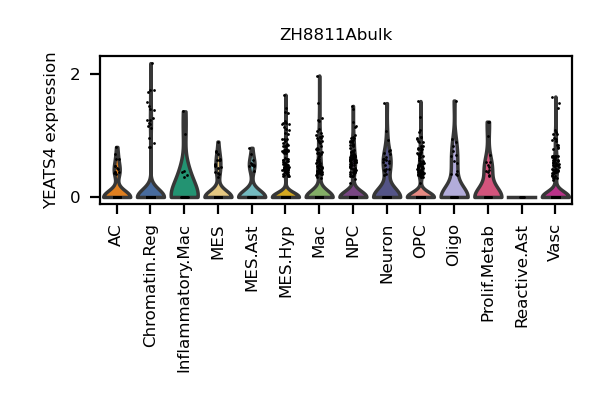 ZH8811Abulk
YEATS4 expression
2
0
AC
Chromatin.Reg
Inflammatory.Mac
MES
MES.Ast
MES.Hyp
Mac
NPC
Neuron
OPC
Oligo
Prolif.Metab
Reactive.Ast
Vasc